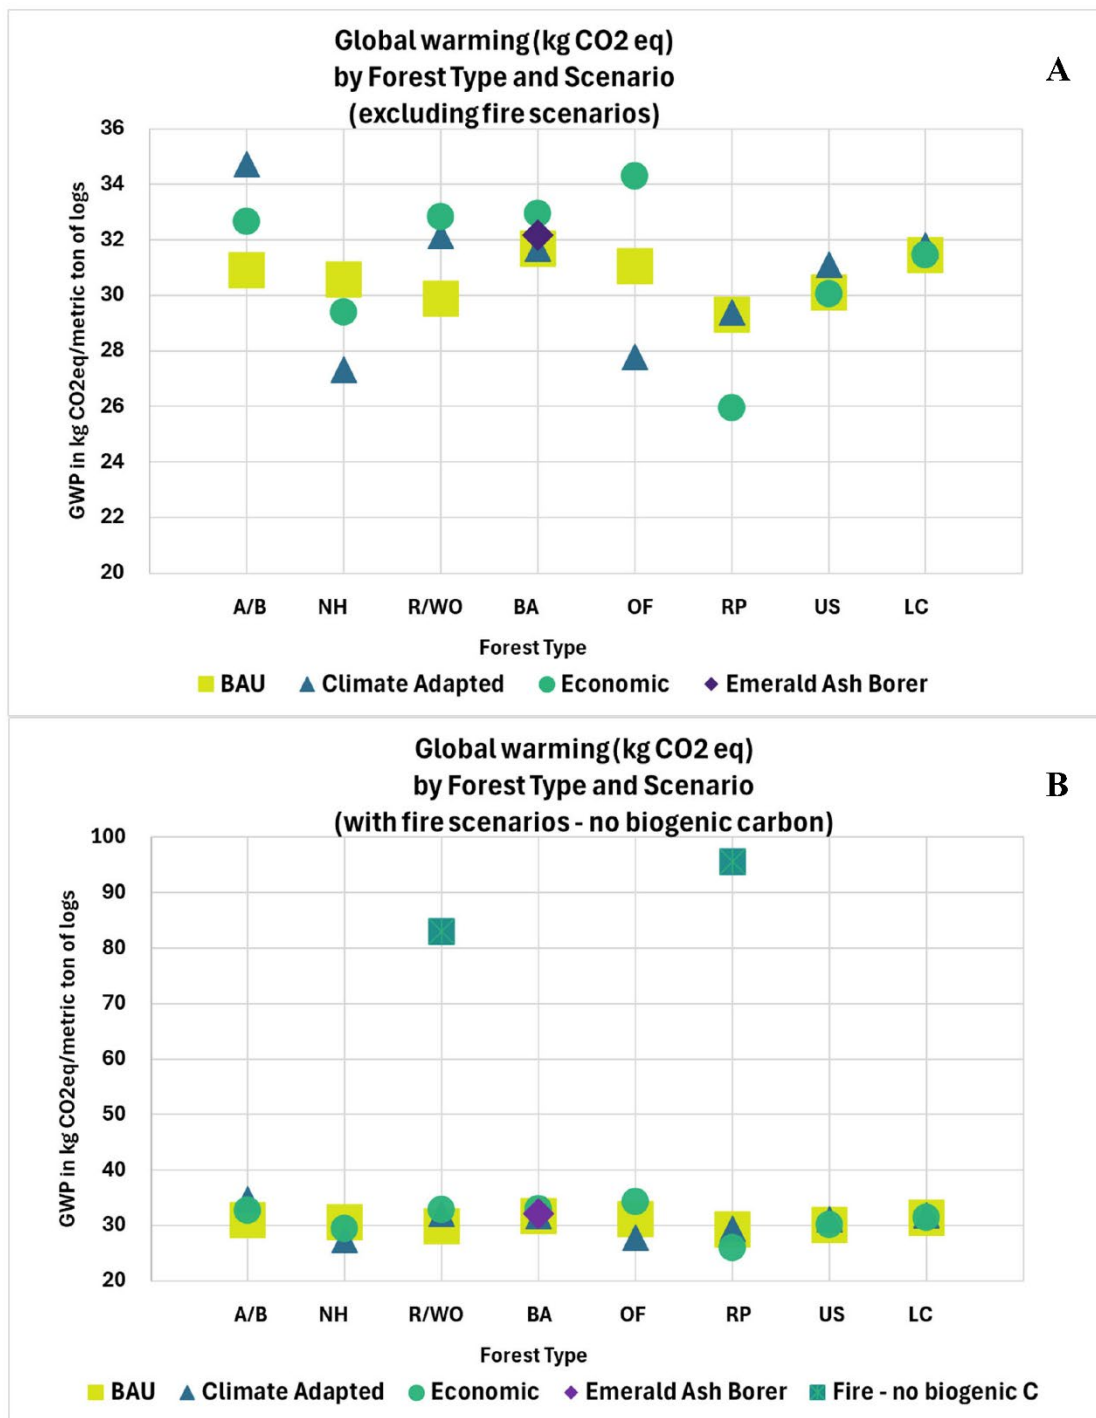 Global warming (kg CO2 eq)
by Forest Type and Scenario
(excluding fire scenarios)
A
GWP in kg CO2eq/metric ton of logs
36
34
32
30
28
26
24
22
20
A/B NH R/WO BA OF RP US LC
Forest Type
BAU Climate Adapted Economic Emerald Ash Borer
Global warming (kg CO2 eq)
by Forest Type and Scenario
(with fire scenarios - no biogenic carbon)
B
GWP in kg CO2eq/metric ton of logs
100
90
80
70
60
50
40
30
20
A/B NH R/WO BA OF RP US LC
Forest Type
BAU Climate Adapted Economic Emerald Ash Borer Fire - no biogenic C